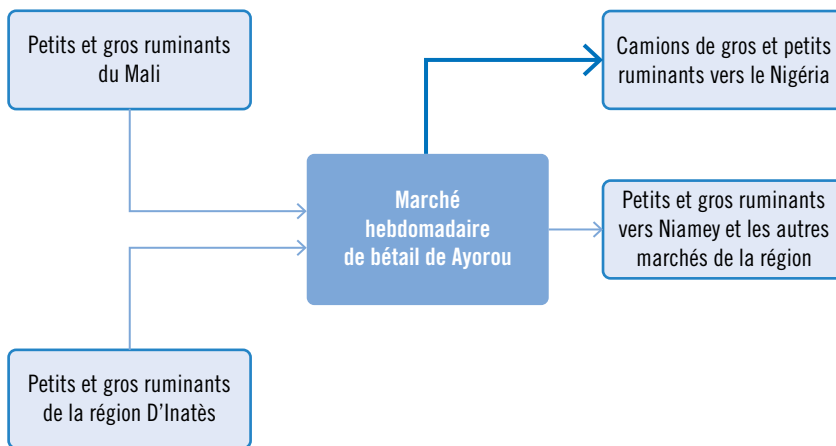 Petits et gros ruminants
du Mali
Camions de gros et petits
ruminants vers le Nigéria
Marché
hebdomadaire
de bétail de Ayorou
Petits et gros ruminants
vers Niamey et les autres
marchés de la région
Petits et gros ruminants
de la région D'Inatès